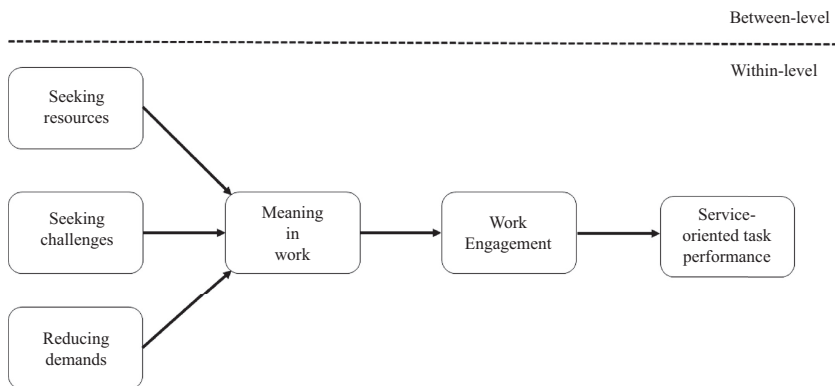 Between-level
Within-level
Seeking
resources
Seeking
challenges
Reducing
demands
Meaning
in
work
Work
Engagement
Service-
oriented task
performance